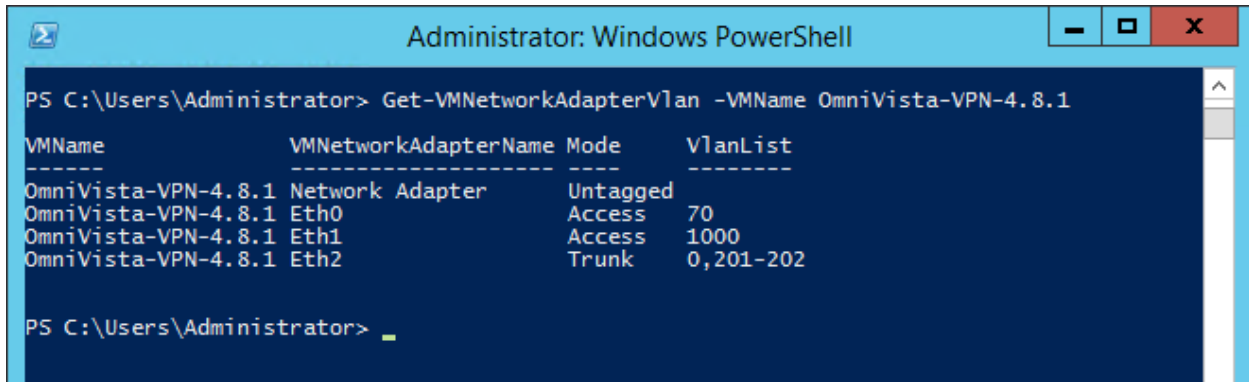 Administrator: Windows PowerShell
PS C:\Users\Administrator> Get-VMNetworkAdapterVlan -VMName OmniVista-VPN-4.8.1
VMName VMNetworkAdapterName Mode VlanList
------ -------------------- ---- --------
OmniVista-VPN-4.8.1 Network Adapter Untagged
OmniVista-VPN-4.8.1 Eth0 Access 70
OmniVista-VPN-4.8.1 Eth1 Access 1000
OmniVista-VPN-4.8.1 Eth2 Trunk 0,201-202
PS C:\Users\Administrator>